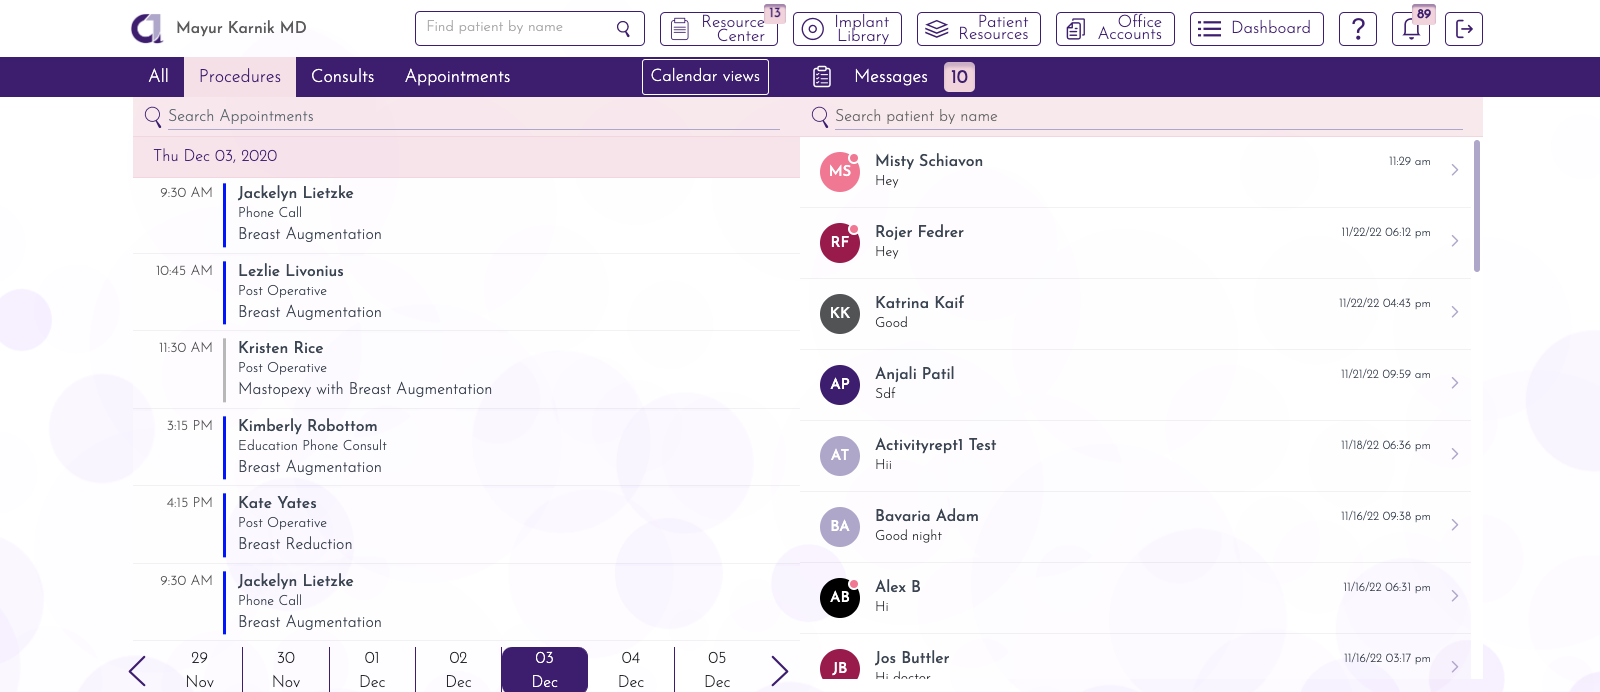 Mayur Karnik MD
Find patient by name
Resource Center
13
Implant Library
Patient Resources
Office Accounts
Dashboard
?
89
All
Procedures
Consults
Appointments
Calendar views
Messages
10
Search Appointments
Thu Dec 03, 2020
9:30 AM
Jackelyn Lietzke
Phone Call
Breast Augmentation
10:45 AM
Lezlie Livonius
Post Operative
Breast Augmentation
11:30 AM
Kristen Rice
Post Operative
Mastopexy with Breast Augmentation
3:15 PM
Kimberly Robottom
Education Phone Consult
Breast Augmentation
4:15 PM
Kate Yates
Post Operative
Breast Reduction
9:30 AM
Jackelyn Lietzke
Phone Call
Breast Augmentation
29 Nov
30 Nov
01 Dec
02 Dec
03 Dec
04 Dec
05 Dec
Search patient by name
MS
Misty Schiavon
11:29 am
Hey
RF
Rojer Fedrer
11/22/22 06:12 pm
Hey
KK
Katrina Kaif
11/22/22 04:43 pm
Good
AP
Anjali Patil
11/21/22 09:59 am
Sdf
AT
Activityrept1 Test
11/18/22 06:36 pm
Hii
BA
Bavaria Adam
11/16/22 09:38 pm
Good night
AB
Alex B
11/16/22 06:31 pm
Hi
JB
Jos Buttler
11/16/22 03:17 pm
Hi doctor